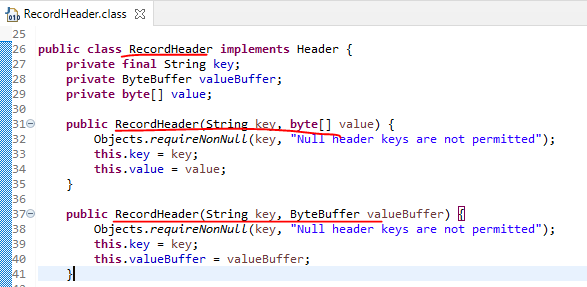 RecordHeader.class
25
26 public class RecordHeader implements Header {
27     private final String key;
28     private ByteBuffer valueBuffer;
29     private byte[] value;
30
31     public RecordHeader(String key, byte[] value) {
32         Objects.requireNonNull(key, "Null header keys are not permitted");
33         this.key = key;
34         this.value = value;
35     }
36
37     public RecordHeader(String key, ByteBuffer valueBuffer) {
38         Objects.requireNonNull(key, "Null header keys are not permitted");
39         this.key = key;
40         this.valueBuffer = valueBuffer;
41     }